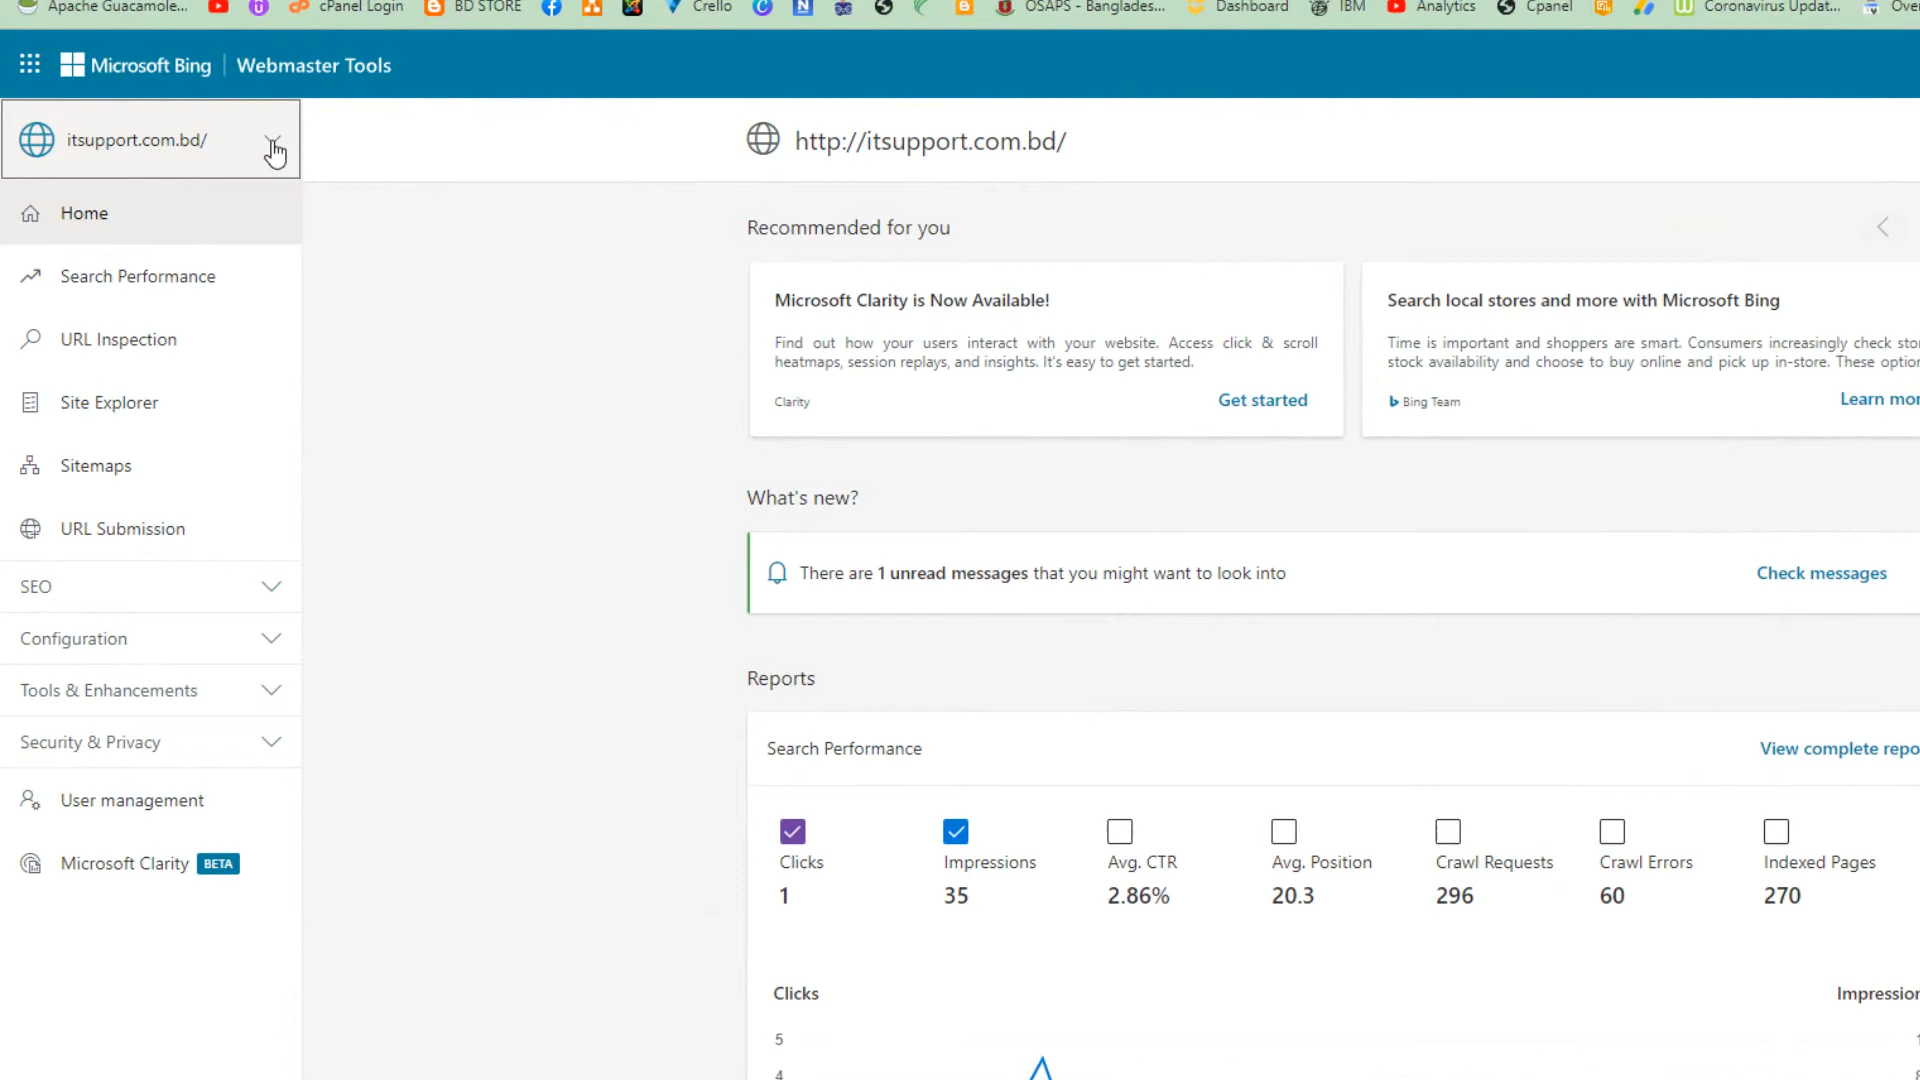 Apache Guacamole... cPanel Login BD STORE Crello OSAPS - Banglades... Dashboard IBM Analytics Cpanel Coronavirus Updat... Over
Microsoft Bing | Webmaster Tools
itsupport.com.bd/
http://itsupport.com.bd/
Home
Search Performance
URL Inspection
Site Explorer
Sitemaps
URL Submission
SEO
Configuration
Tools & Enhancements
Security & Privacy
User management
Microsoft Clarity BETA
Recommended for you
Microsoft Clarity is Now Available!
Find out how your users interact with your website. Access click & scroll
heatmaps, session replays, and insights. It's easy to get started.
Clarity Get started
Search local stores and more with Microsoft Bing
Time is important and shoppers are smart. Consumers increasingly check sto
stock availability and choose to buy online and pick up in-store. These optio
Bing Team Learn mor
What's new?
There are 1 unread messages that you might want to look into Check messages
Reports
Search Performance View complete repo
Clicks Impressions Avg. CTR Avg. Position Crawl Requests Crawl Errors Indexed Pages
1 35 2.86% 20.3 296 60 270
Clicks Impression
5
4